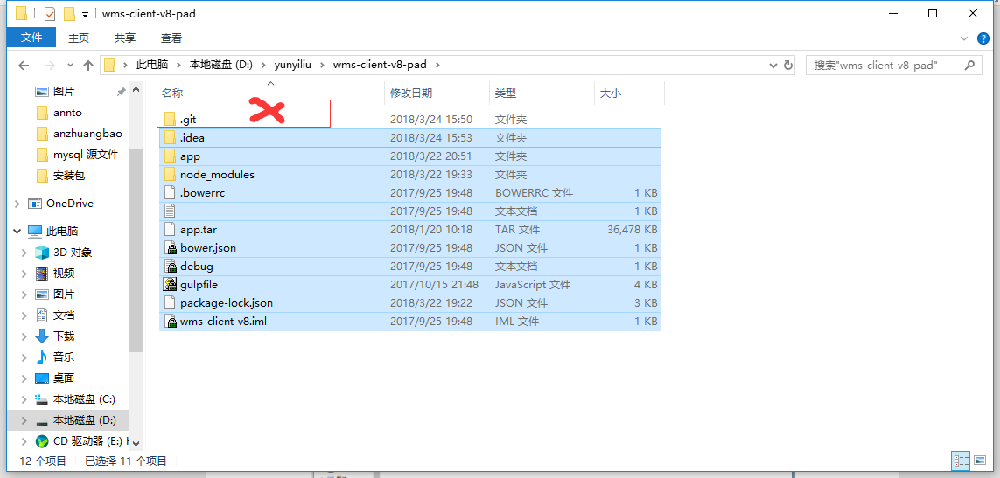 wms-client-v8-pad
文件 主页 共享 查看
此电脑 本地磁盘 (D:) yunyiliu wms-client-v8-pad 搜索"wms-client-v8-pad"
图片
annto
anzhuangbao
mysql 源文件
安装包
OneDrive
此电脑
3D 对象
视频
图片
文档
下载
音乐
桌面
本地磁盘 (C:)
本地磁盘 (D:)
CD 驱动器 (E:)
名称 修改日期 类型 大小
.git 2018/3/24 15:50 文件夹
.idea 2018/3/24 15:53 文件夹
app 2018/3/22 20:51 文件夹
node_modules 2018/3/22 19:33 文件夹
.bowerrc 2017/9/25 19:48 BOWERRC 文件 1 KB
2017/9/25 19:48 文本文档 1 KB
app.tar 2018/1/20 10:18 TAR 文件 36,478 KB
bower.json 2017/9/25 19:48 JSON 文件 1 KB
debug 2017/9/25 19:48 文本文档 1 KB
gulpfile 2017/10/15 21:48 JavaScript 文件 4 KB
package-lock.json 2018/3/22 19:22 JSON 文件 3 KB
wms-client-v8.iml 2017/9/25 19:48 IML 文件 1 KB
12 个项目 已选择 11 个项目